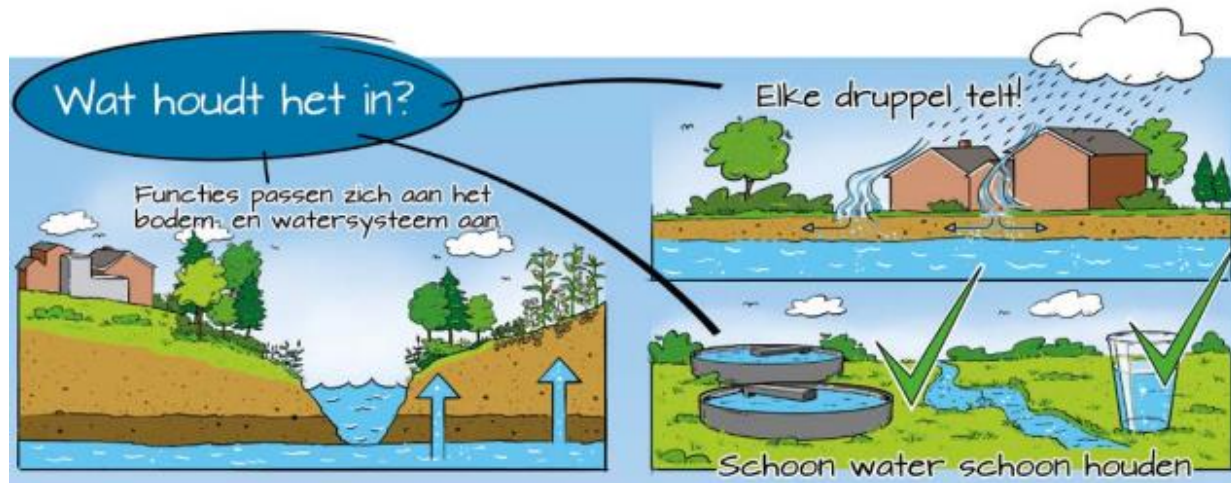 Wat houdt het in?
Elke druppel telt!
Functies passen zich aan het
bodem- en watersysteem aan
Schoon water schoon houden